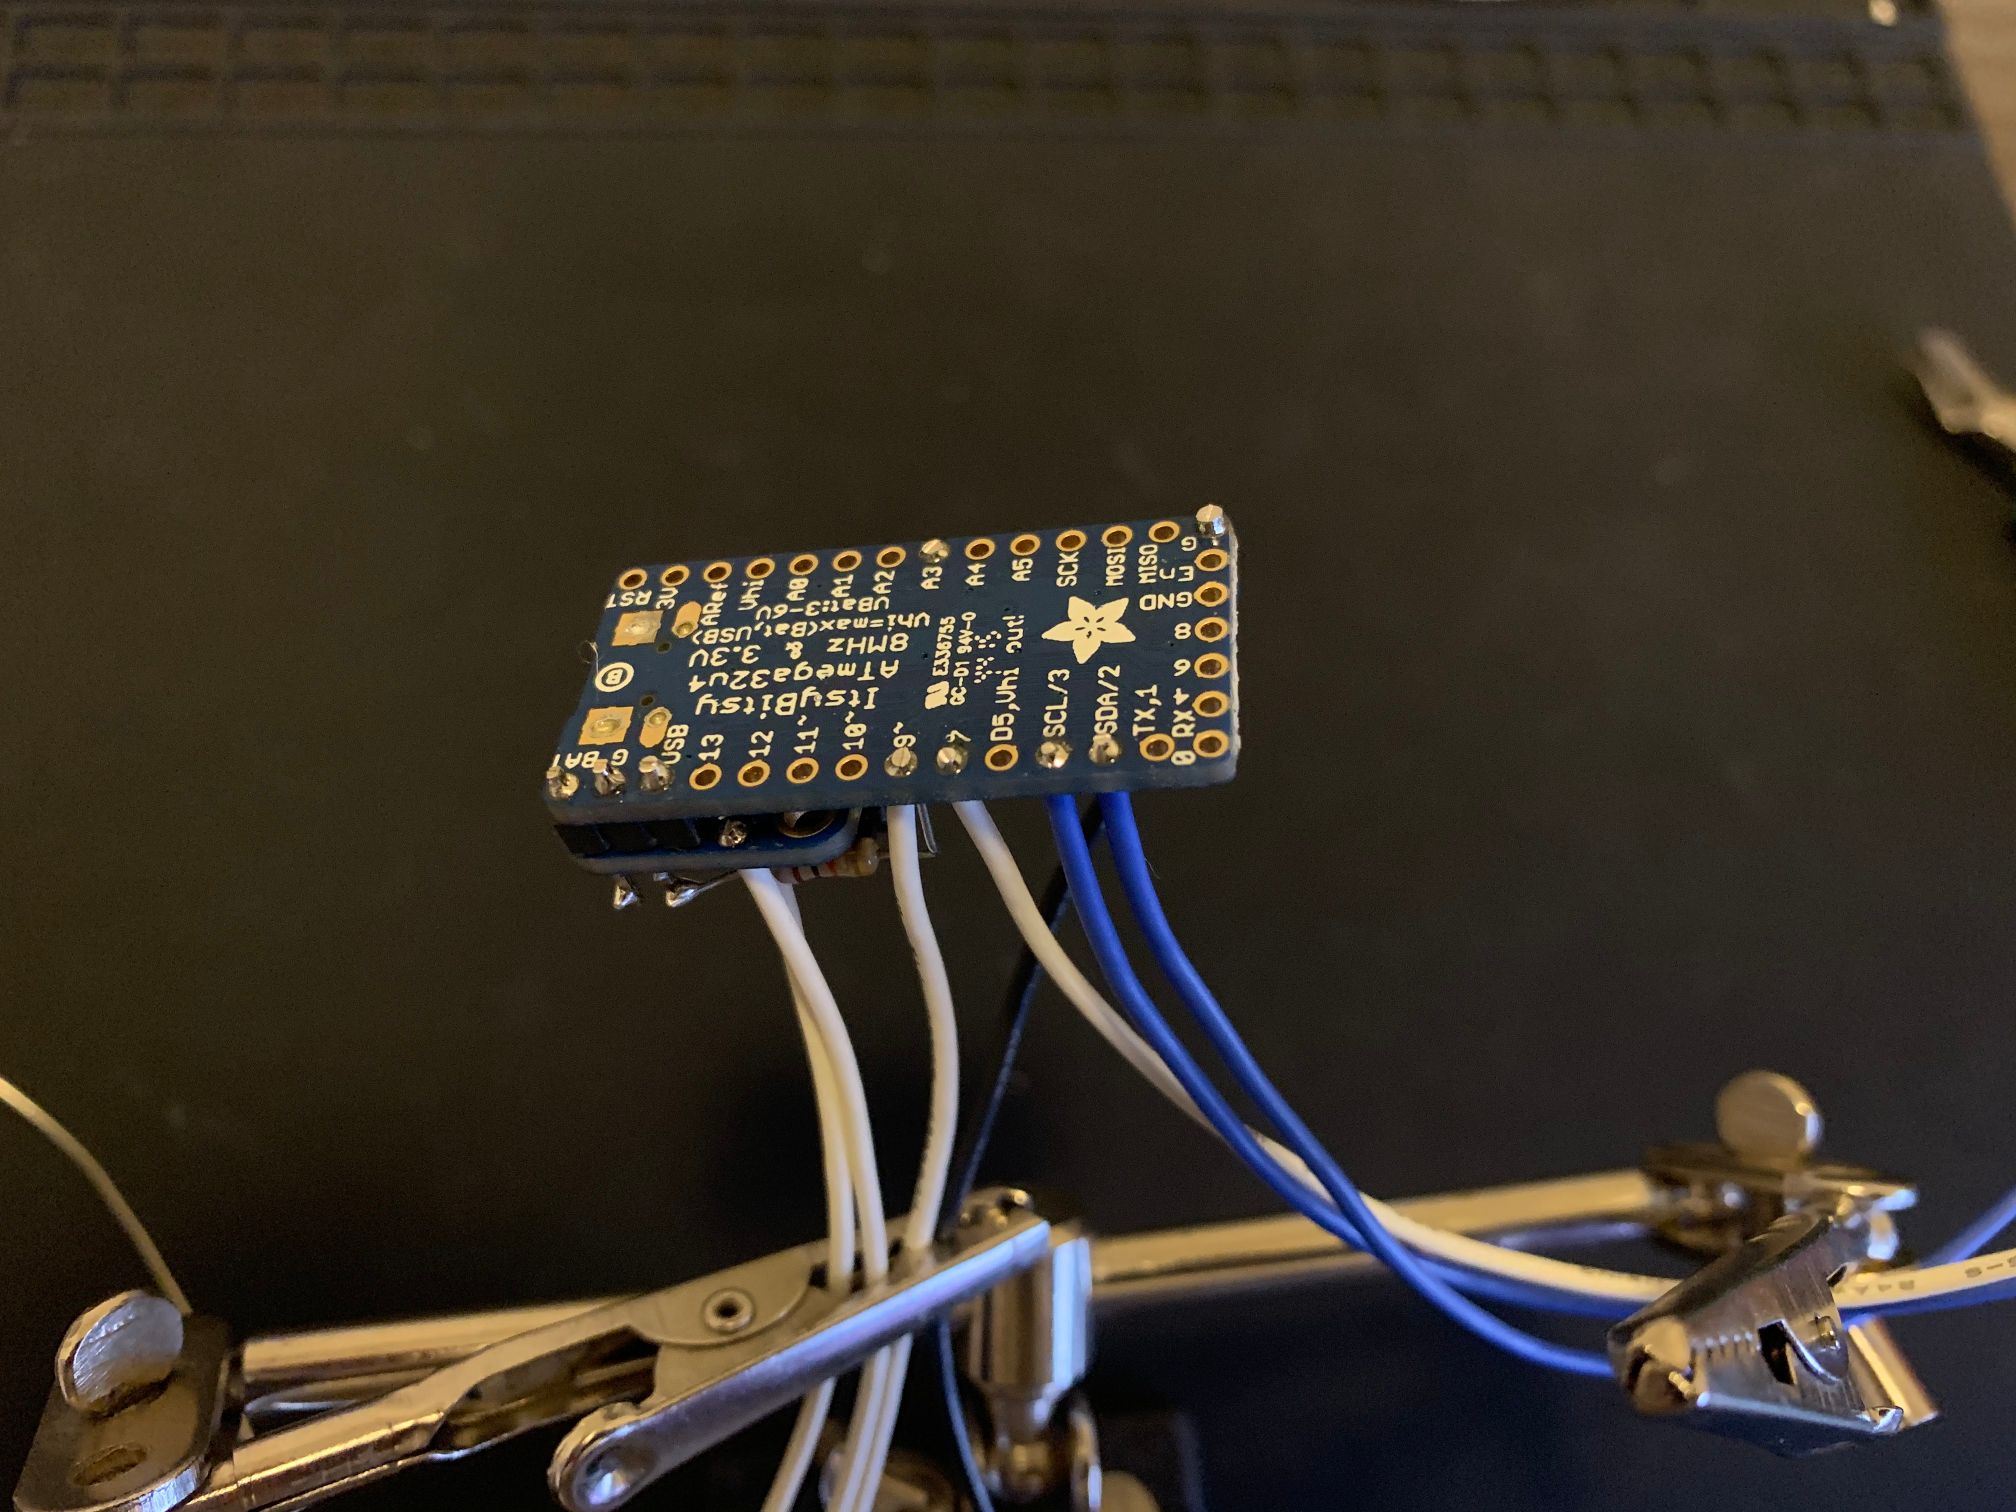 RST
3V
ARef
Vhi
A0
A1
A2
A3
A4
A5
SCK
MOSI
MISO
G
C
E
GND
8
6
4
RX
0
TX,1
SDA/2
SCL/3
D5,Vhi out!
7
9~
10~
11~
12
13
USB
G
BAT
ItsyBitsy
ATmega32u4
8MHz & 3.3V
Vhi=max(Bat,USB)
VBat:3-6V
E336755
GC-D1 94V-0